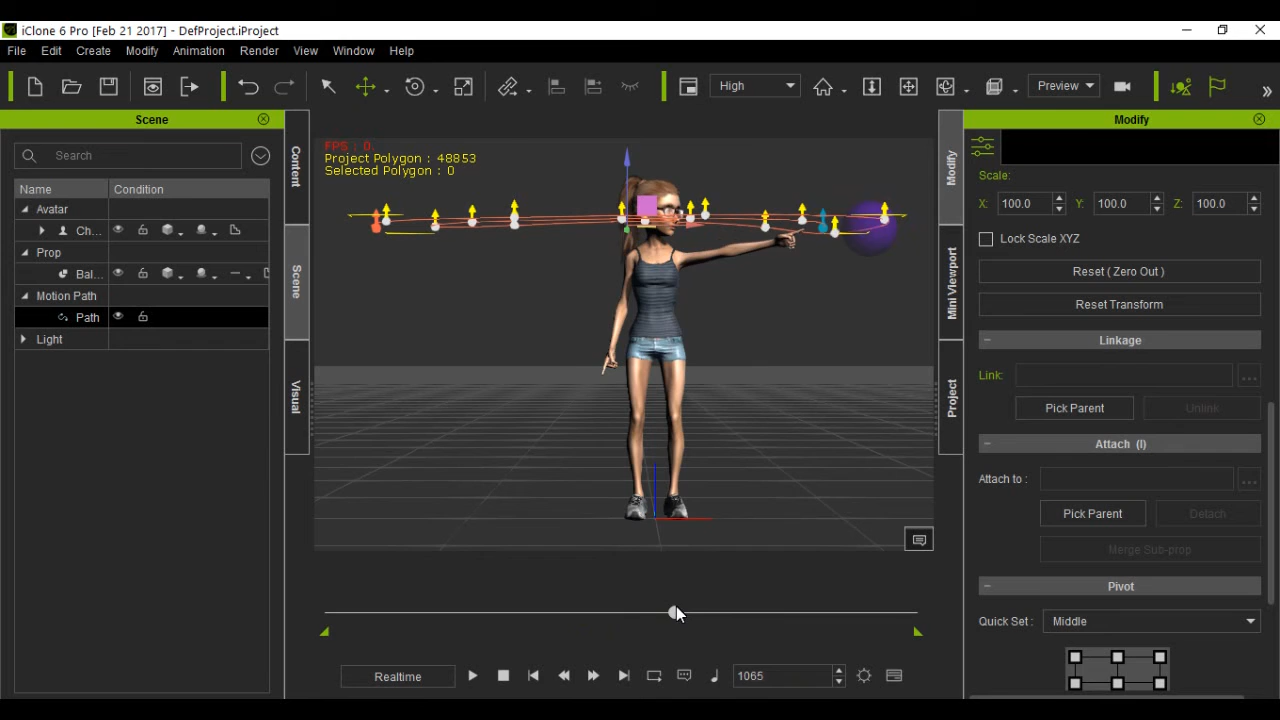 iClone 6 Pro [Feb 21 2017] - DefProject.iProject
File Edit Create Modify Animation Render View Window Help
High Preview
Scene
Search
Name Condition
Avatar
Ch...
Prop
Bal...
Motion Path
Path
Light
Content
Scene
Visual
FPS : 0.
Project Polygon : 48853
Selected Polygon : 0
Realtime
1065
Modify
Mini Viewport
Project
Modify
Scale:
X: 100.0 Y: 100.0 Z: 100.0
Lock Scale XYZ
Reset ( Zero Out )
Reset Transform
Linkage
Link: ...
Pick Parent Unlink
Attach (I)
Attach to : ...
Pick Parent Detach
Merge Sub-prop
Pivot
Quick Set : Middle